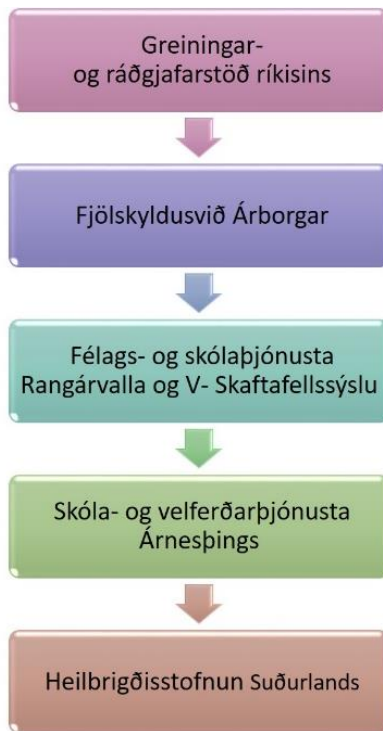 Greiningar-
og ráðgjafarstöð ríkisins
Fjölskyldusvið Árborgar
Félags- og skólaþjónusta
Rangárvalla og V- Skaftafellssýslu
Skóla- og velferðarþjónusta
Árnesþings
Heilbrigðisstofnun Suðurlands